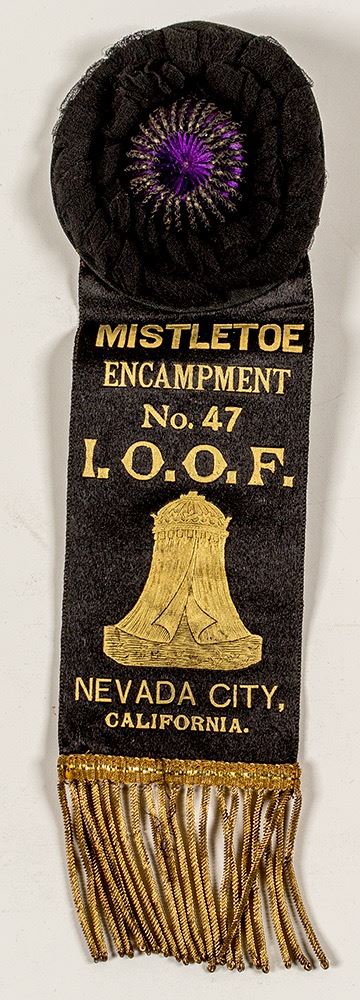 MISTLETOE
ENCAMPMENT
No. 47
I.O.O.F.
NEVADA CITY,
CALIFORNIA.